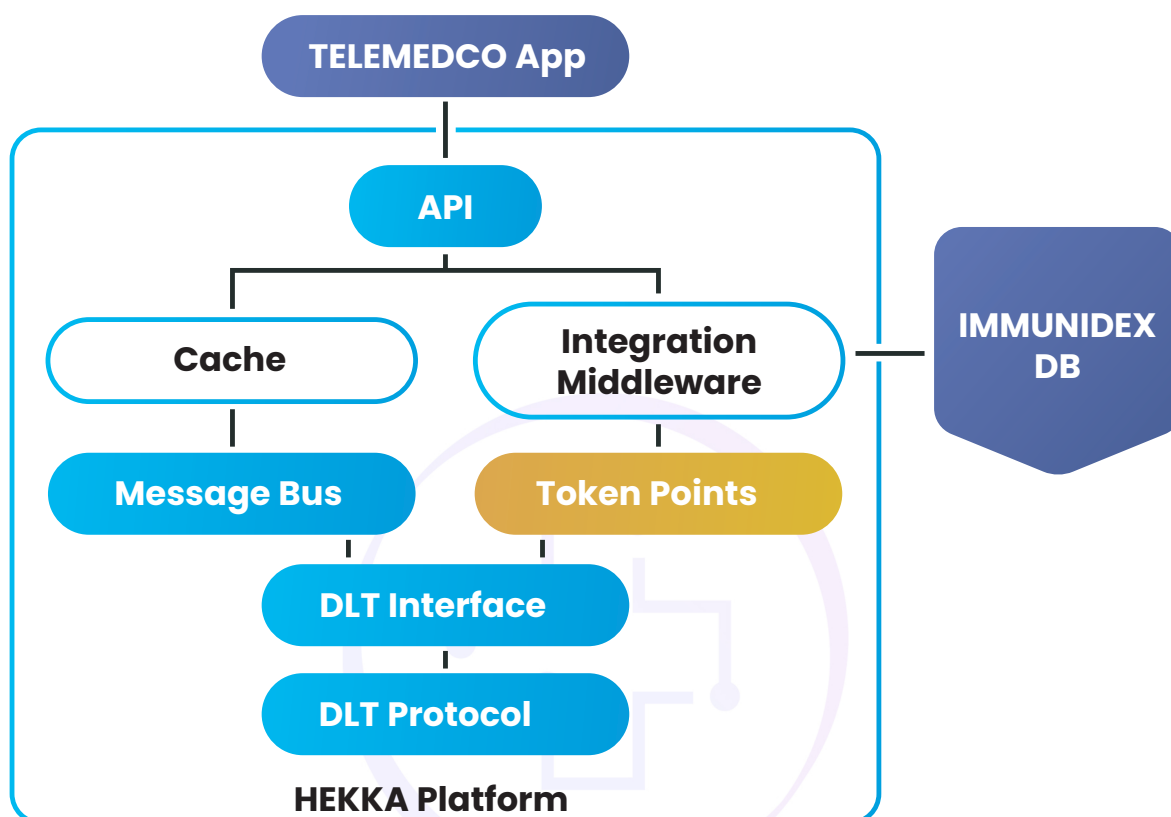 TELEMEDCO App
API
Cache
Integration
Middleware
IMMUNIDEX
DB
Message Bus
Token Points
DLT Interface
DLT Protocol
HEKKA Platform